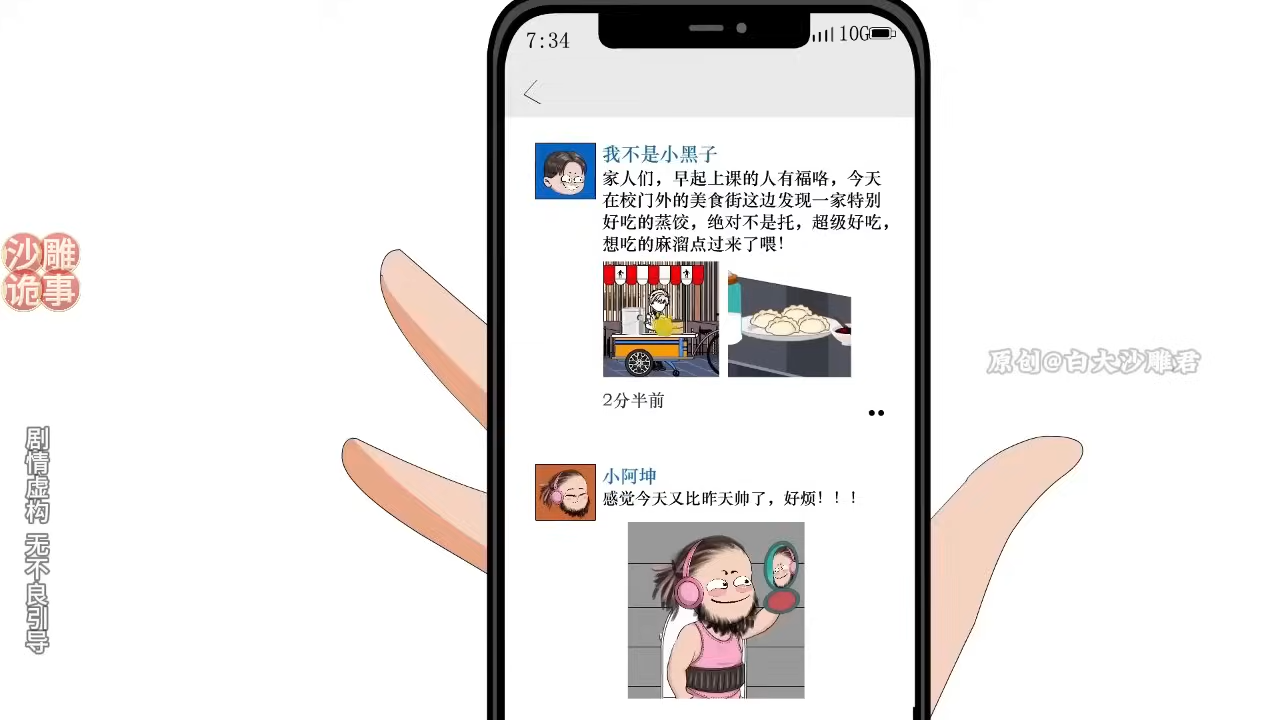 7:34
10G
我不是小黑子
家人们，早起上课的人有福咯，今天
在校门外的美食街这边发现一家特别
好吃的蒸饺，绝对不是托，超级好吃，
想吃的麻溜点过来了喂！
2分半前
小阿坤
感觉今天又比昨天帅了，好烦！！！
沙雕
诡事
剧情虚构 无不良引导
原创@白大沙雕君